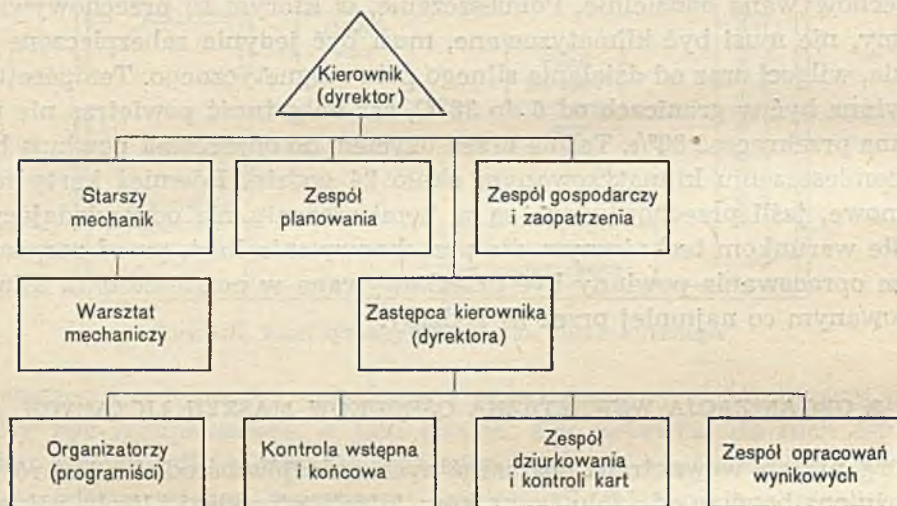 Kierownik
(dyrektor)
Starszy
mechanik
Zespół
planowania
Zespół gospodarczy
i zaopatrzenia
Warsztat
mechaniczy
Zastępca kierownika
(dyrektora)
Organizatorzy
(programiści)
Kontrola wstępna
i końcowa
Zespół
dziurkowania
i kontroli kart
Zespół opracowań
wynikowych